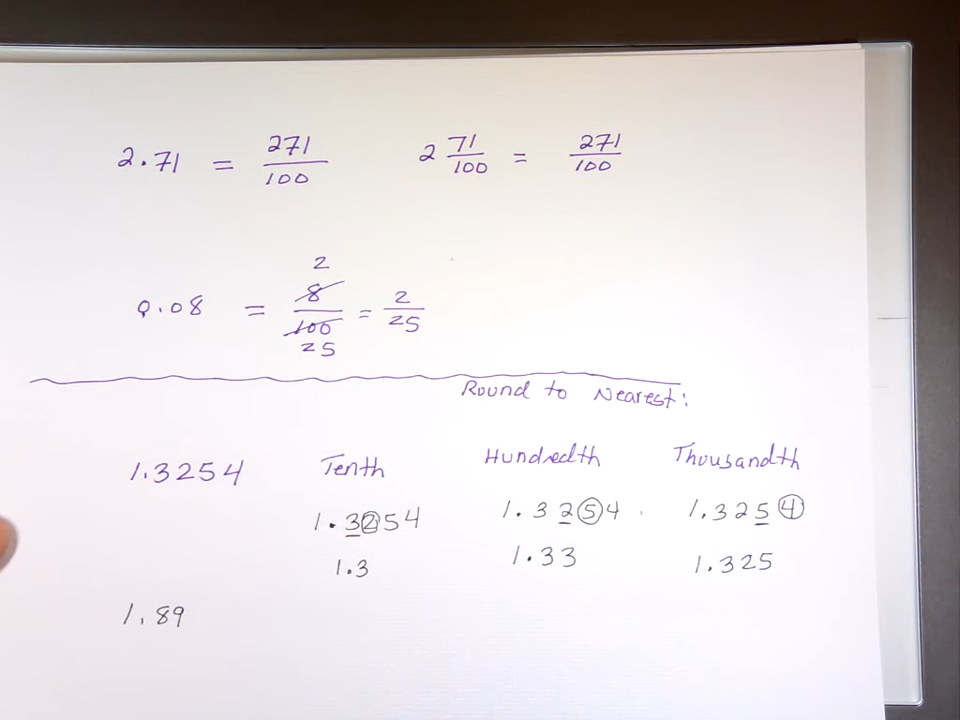 2.71 = 271/100    2 71/100 = 271/100
2
0.08 = 8/100 = 2/25
25
Round to Nearest:
1.3254 Tenth Hundredth Thousandth
1.3254 1.3254 1.3254
1.3 1.33 1.325
1.89